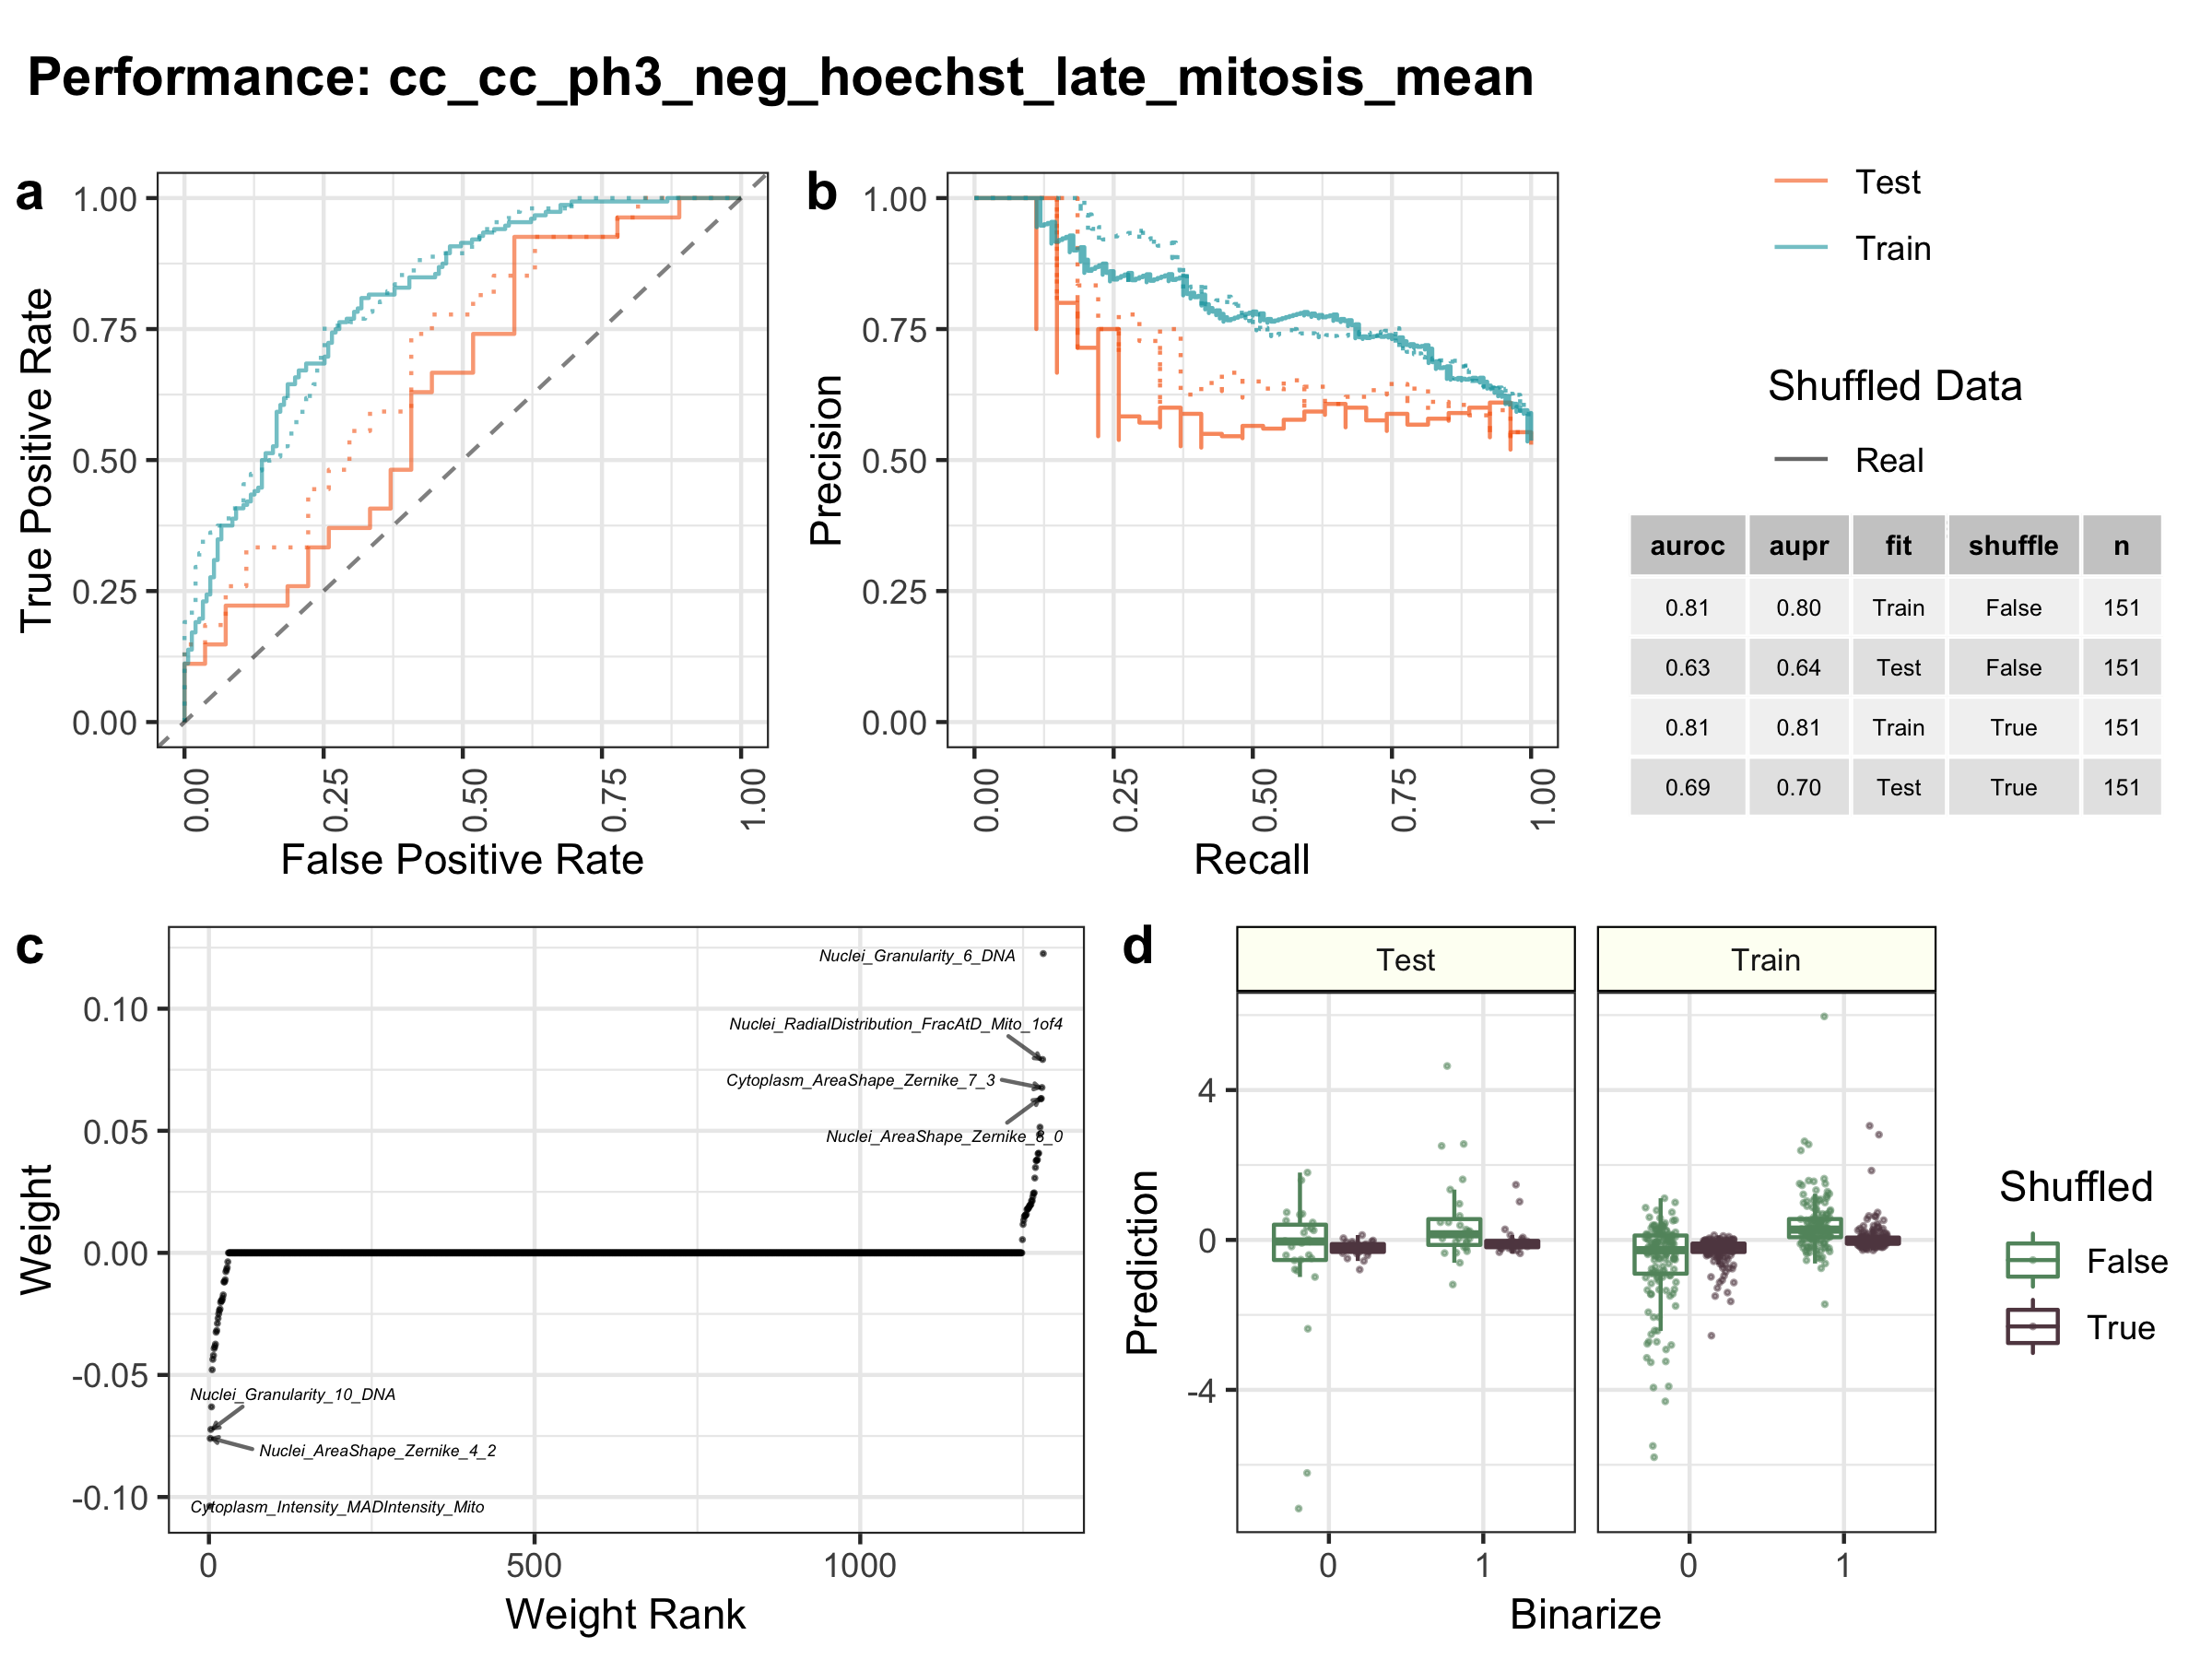 Performance: cc_cc_ph3_neg_hoechst_late_mitosis_mean
a
1.00
0.75
0.50
0.25
0.00
True Positive Rate
0.00
0.25
0.50
0.75
1.00
False Positive Rate
b
1.00
0.75
0.50
0.25
0.00
Precision
0.00
0.25
0.50
0.75
1.00
Recall
Test
Train
Shuffled Data
Real
auroc aupr fit shuffle n
0.81 0.80 Train False 151
0.63 0.64 Test False 151
0.81 0.81 Train True 151
0.69 0.70 Test True 151
c
0.10
0.05
0.00
-0.05
-0.10
Weight
Nuclei_Granularity_6_DNA
Nuclei_RadialDistribution_FracAtD_Mito_1of4
Cytoplasm_AreaShape_Zernike_7_3
Nuclei_AreaShape_Zernike_8_0
Nuclei_Granularity_10_DNA
Nuclei_AreaShape_Zernike_4_2
Cytoplasm_Intensity_MADIntensity_Mito
0 500 1000
Weight Rank
d
Test Train
4
0
-4
Prediction
0 1 0 1
Binarize
Shuffled
False
True